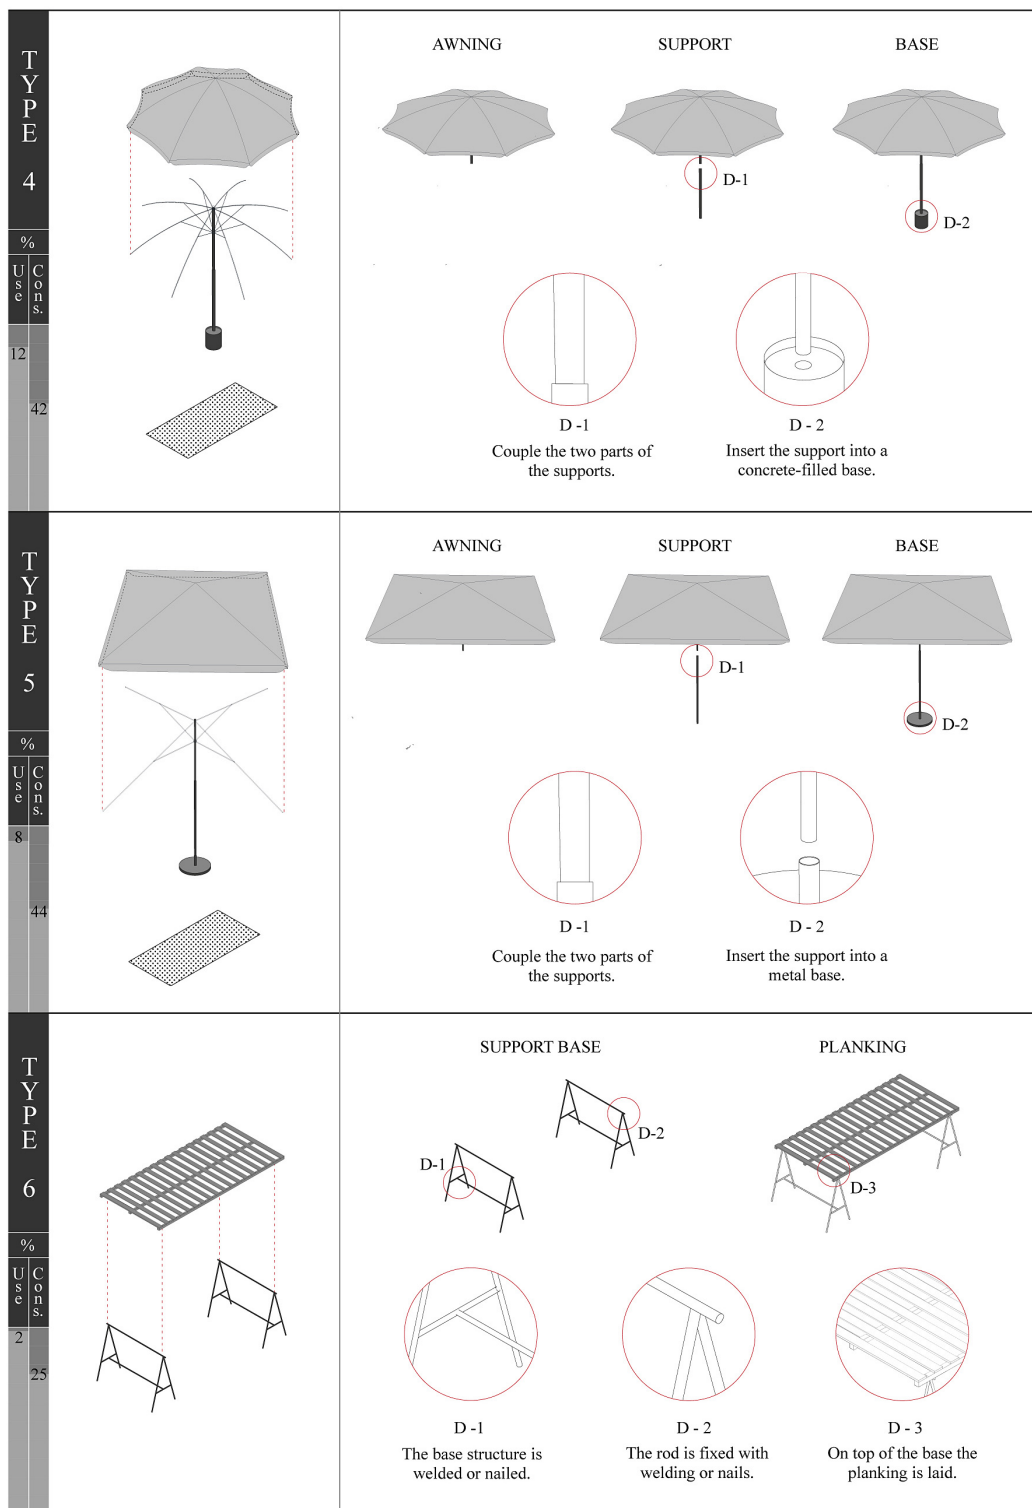 TYPE 4
%
Use
Cons.
12
42
AWNING
SUPPORT
BASE
D-1
D-2
D -1
Couple the two parts of
the supports.
D - 2
Insert the support into a
concrete-filled base.
TYPE 5
%
Use
Cons.
8
44
AWNING
SUPPORT
BASE
D-1
D-2
D -1
Couple the two parts of
the supports.
D - 2
Insert the support into a
metal base.
TYPE 6
%
Use
Cons.
2
25
SUPPORT BASE
PLANKING
D-1
D-2
D-3
D -1
The base structure is
welded or nailed.
D - 2
The rod is fixed with
welding or nails.
D - 3
On top of the base the
planking is laid.